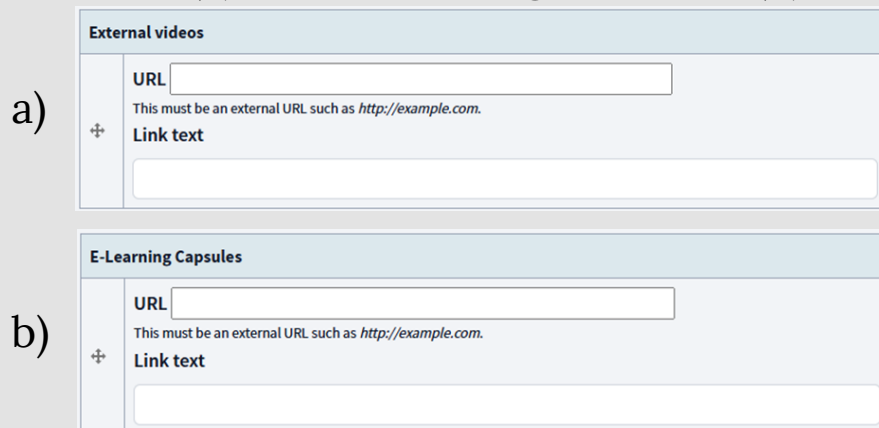 External videos
a)
URL
This must be an external URL such as http://example.com.
Link text
E-Learning Capsules
b)
URL
This must be an external URL such as http://example.com.
Link text